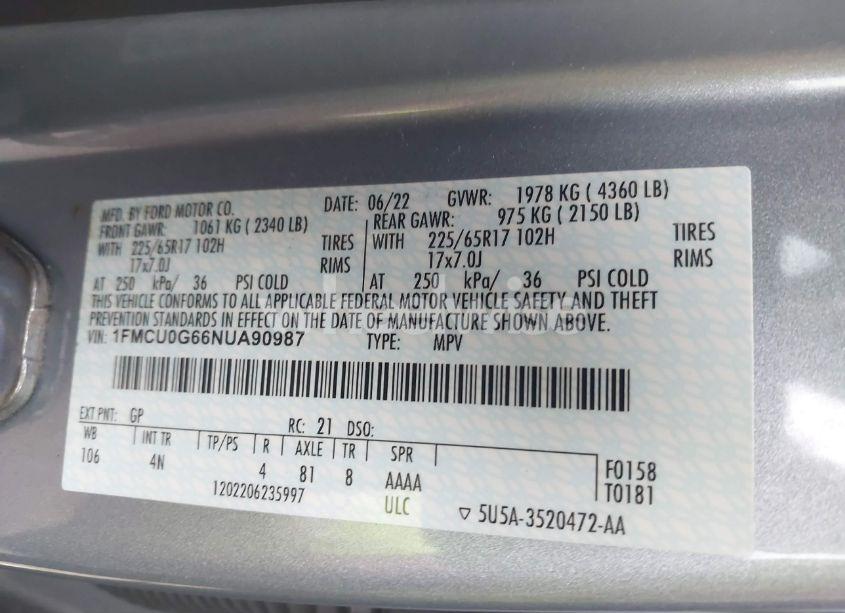 MFD. BY FORD MOTOR CO. DATE: 06/22 GVWR: 1978 KG ( 4360 LB)
FRONT GAWR: 1061 KG ( 2340 LB) REAR GAWR: 975 KG ( 2150 LB)
WITH 225/65R17 102H TIRES WITH 225/65R17 102H TIRES
17x7.0J RIMS 17x7.0J RIMS
AT 250 kPa/ 36 PSI COLD AT 250 kPa/ 36 PSI COLD
THIS VEHICLE CONFORMS TO ALL APPLICABLE FEDERAL MOTOR VEHICLE SAFETY AND THEFT
PREVENTION STANDARDS IN EFFECT ON THE DATE OF MANUFACTURE SHOWN ABOVE.
VIN: 1FMCU0G66NUA90987 TYPE: MPV
EXT PNT: GP RC: 21 DSO:
WB INT TR TP/PS R AXLE TR SPR
106 4N 4 81 8 AAAA
F0158
T0181
1202206235997 ULC
▽ 5U5A-3520472-AA